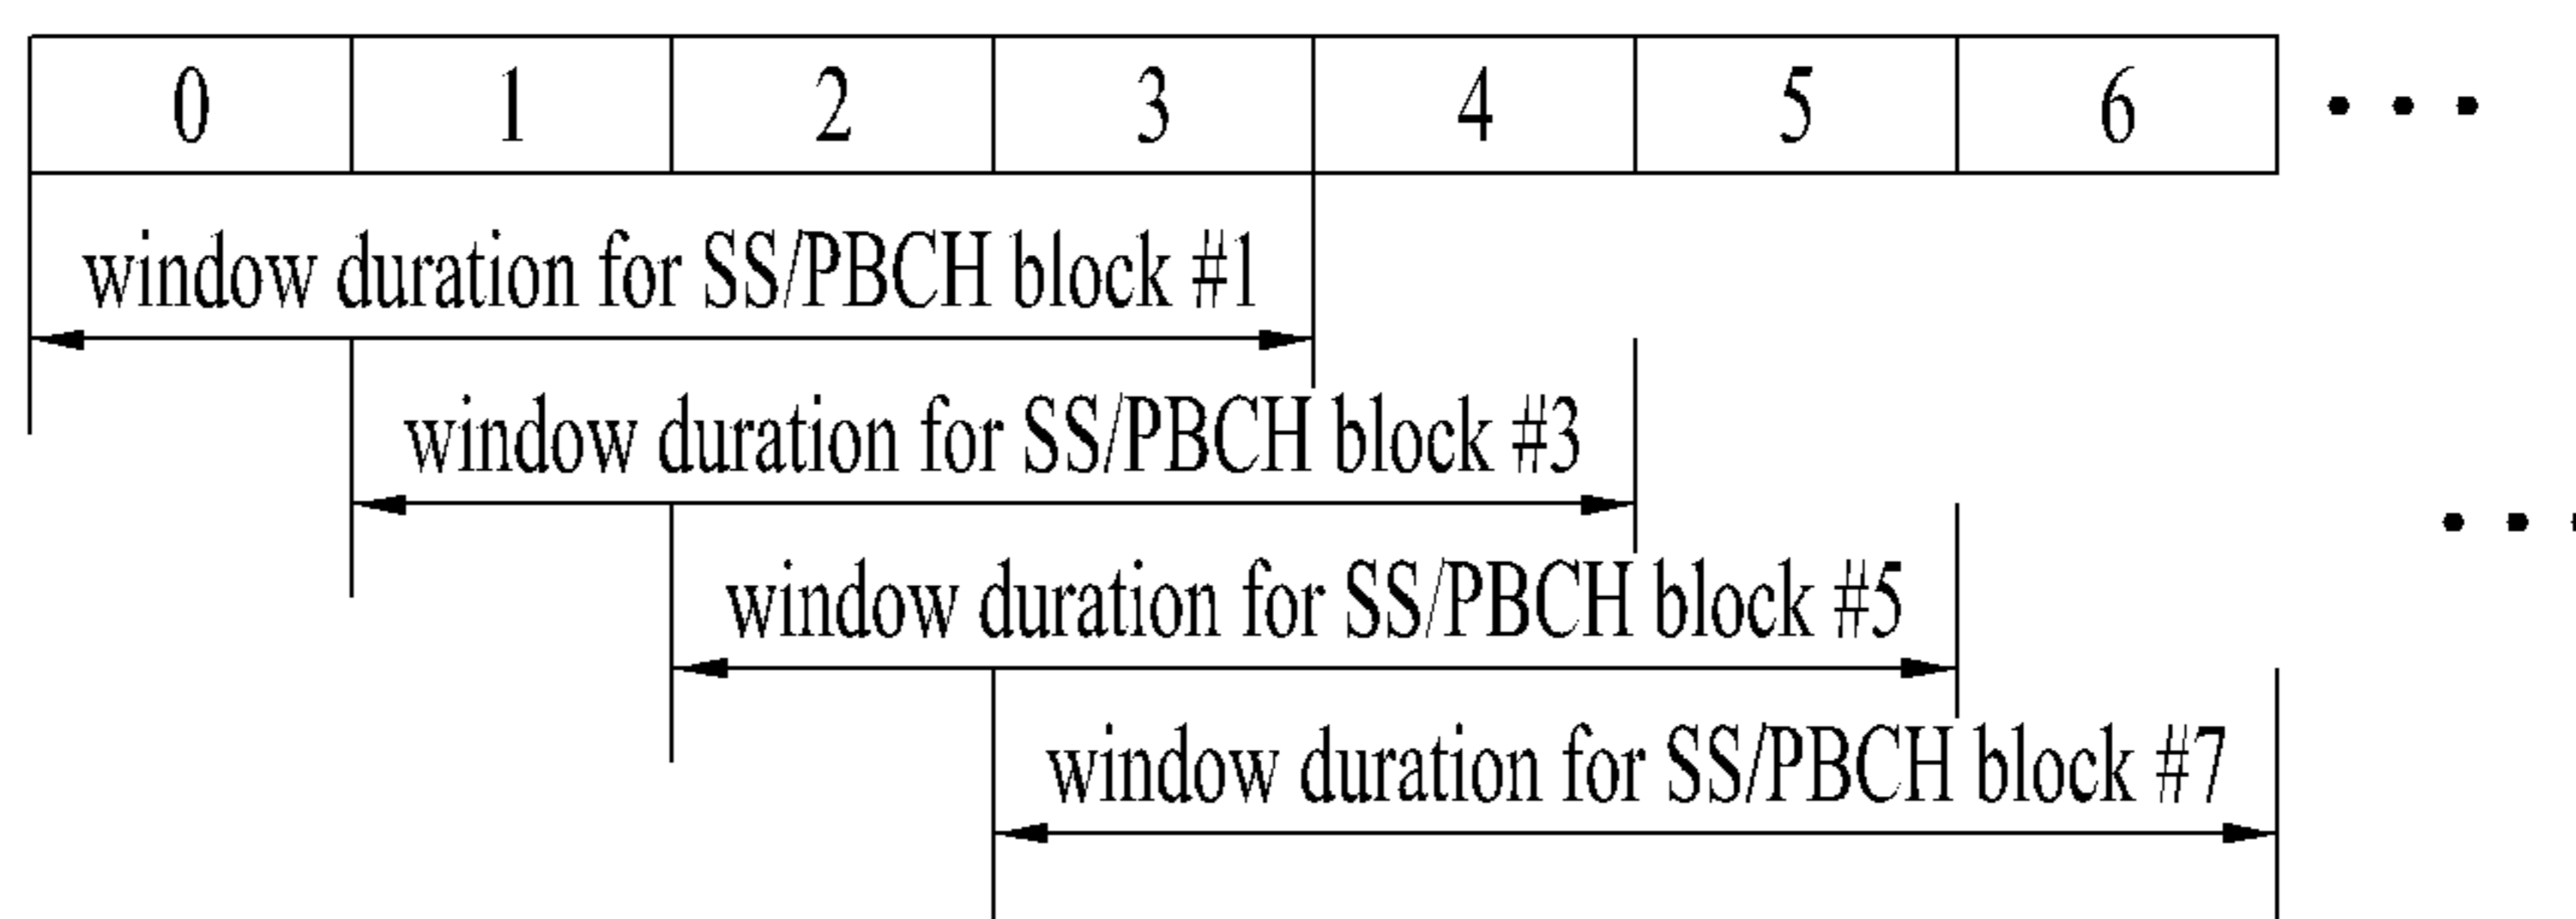 0 1 2 3 4 5 6 • • •
window duration for SS/PBCH block #1
window duration for SS/PBCH block #3
• • •
window duration for SS/PBCH block #5
window duration for SS/PBCH block #7